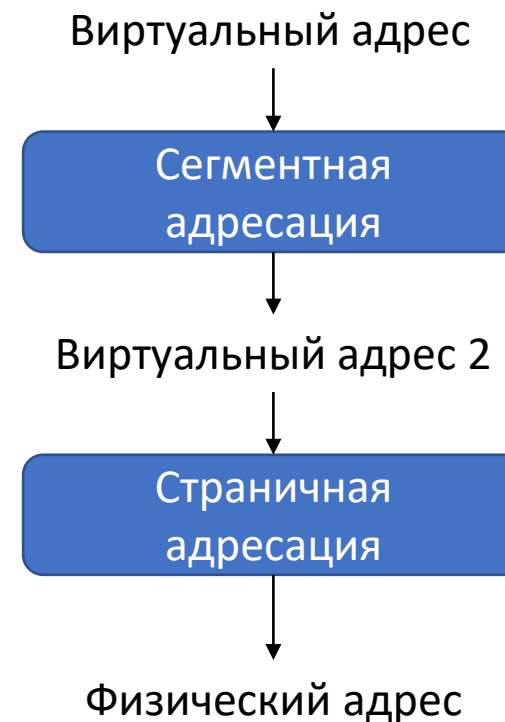 Виртуальный адрес
Сегментная
адресация
Виртуальный адрес 2
Страничная
адресация
Физический адрес